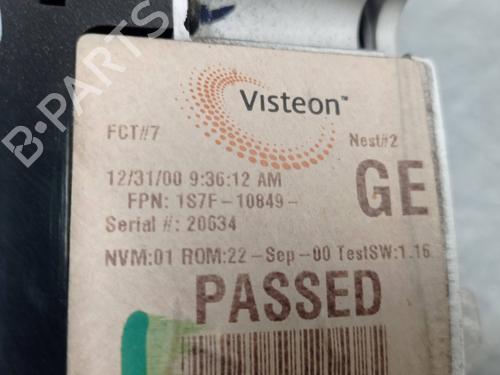 Visteon™
FCT#7
Nest#2
12/31/00 9:36:12 AM
FPN: 1S7F-10849-
GE
Serial #: 20634
NVM:01 ROM:22-Sep-00 TestSW:1.16
PASSED
B-PARTS